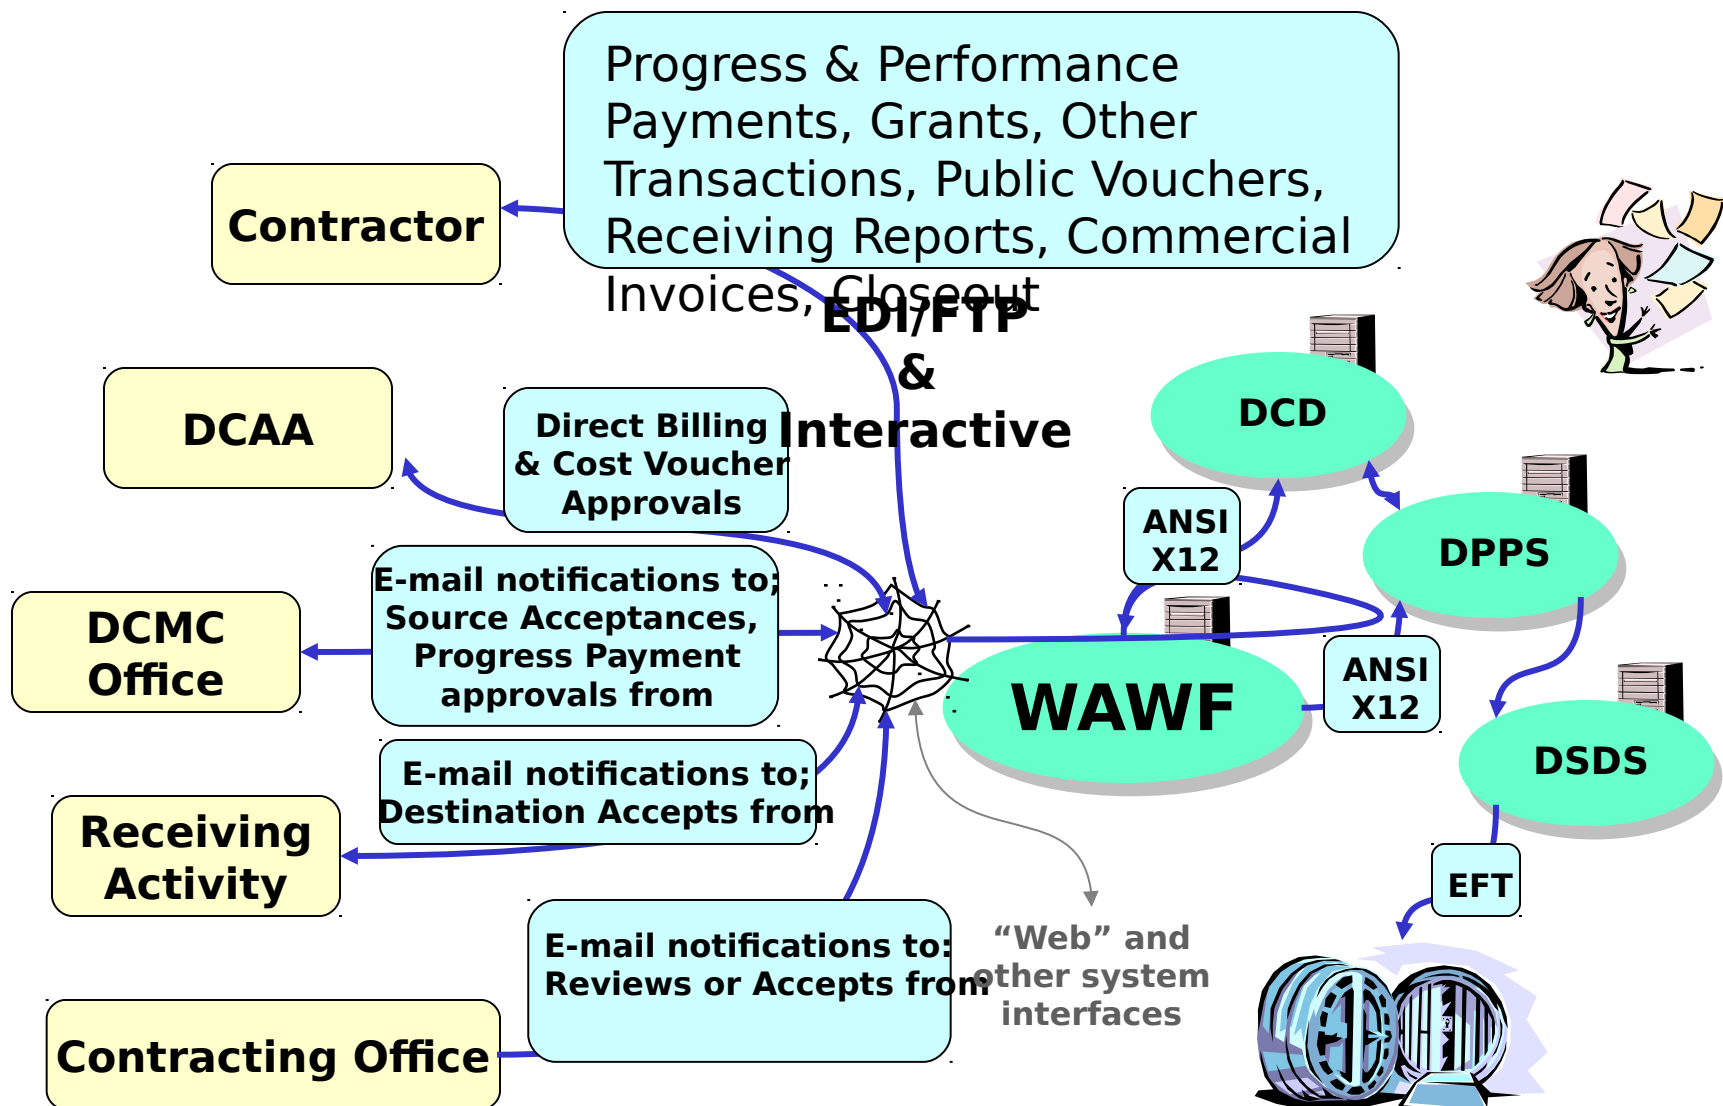 Progress & Performance
Payments, Grants, Other
Transactions, Public Vouchers,
Receiving Reports, Commercial
Invoices, Closeout
Contractor
EDI/FTP
&
Interactive
DCAA
Direct Billing
& Cost Voucher
Approvals
DCD
ANSI
X12
DPPS
E-mail notifications to;
Source Acceptances,
Progress Payment
approvals from
DCMC
Office
WAWF
ANSI
X12
DSDS
E-mail notifications to;
Destination Accepts from
Receiving
Activity
EFT
E-mail notifications to:
Reviews or Accepts from
“Web” and
other system
interfaces
Contracting Office